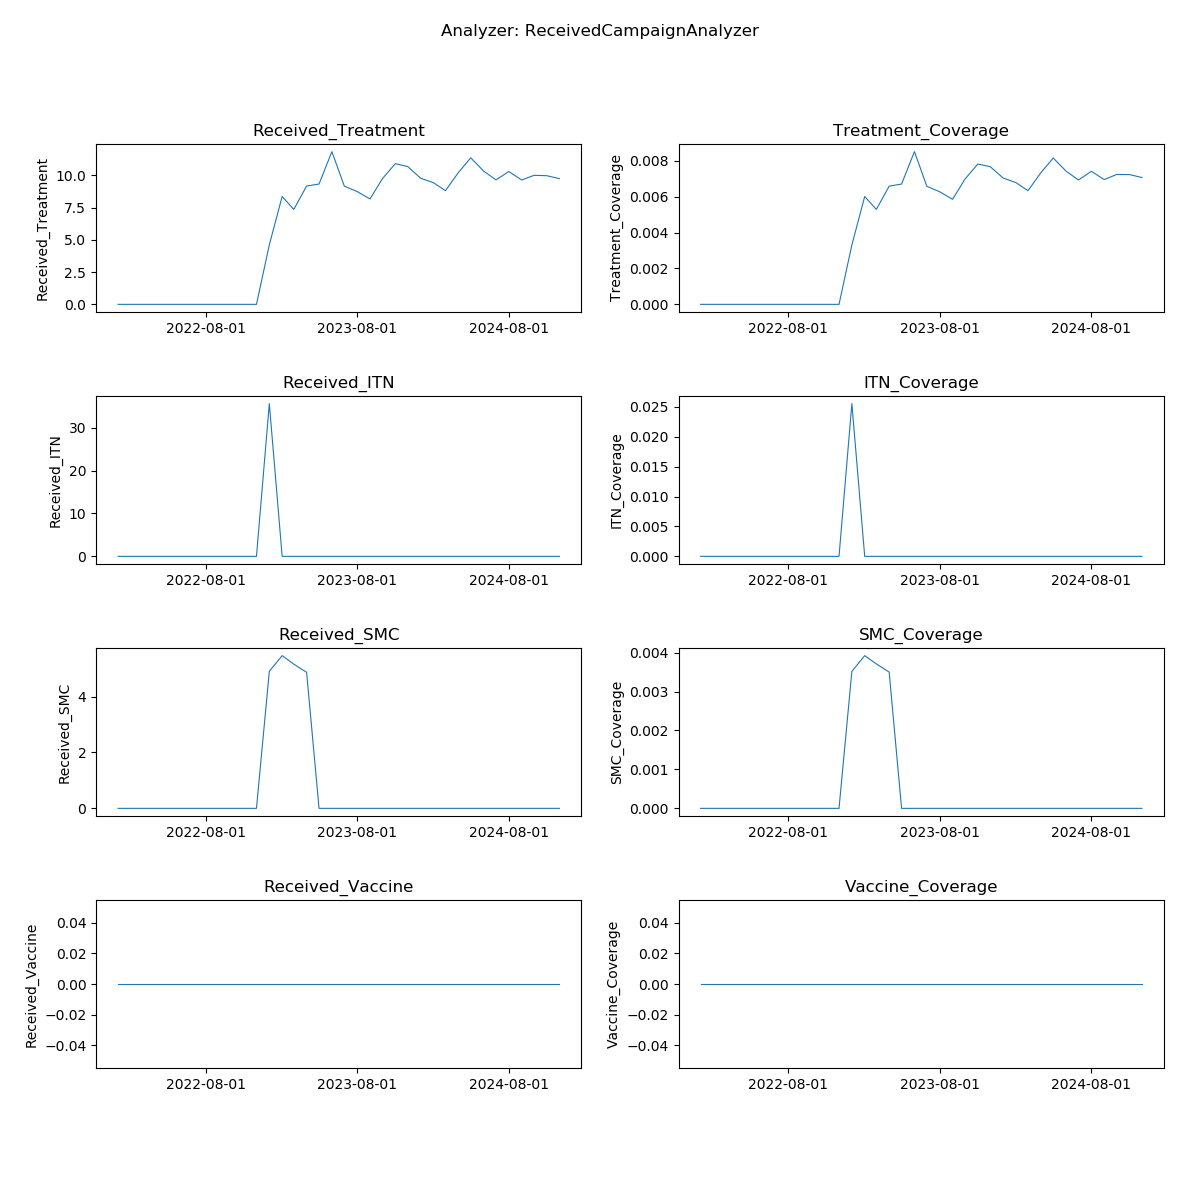 Analyzer: ReceivedCampaignAnalyzer
Received_Treatment
Received_Treatment
10.0
7.5
5.0
2.5
0.0
2022-08-01 2023-08-01 2024-08-01
Treatment_Coverage
Treatment_Coverage
0.008
0.006
0.004
0.002
0.000
2022-08-01 2023-08-01 2024-08-01
Received_ITN
Received_ITN
30
20
10
0
2022-08-01 2023-08-01 2024-08-01
ITN_Coverage
ITN_Coverage
0.025
0.020
0.015
0.010
0.005
0.000
2022-08-01 2023-08-01 2024-08-01
Received_SMC
Received_SMC
4
2
0
2022-08-01 2023-08-01 2024-08-01
SMC_Coverage
SMC_Coverage
0.004
0.003
0.002
0.001
0.000
2022-08-01 2023-08-01 2024-08-01
Received_Vaccine
Received_Vaccine
0.04
0.02
0.00
−0.02
−0.04
2022-08-01 2023-08-01 2024-08-01
Vaccine_Coverage
Vaccine_Coverage
0.04
0.02
0.00
−0.02
−0.04
2022-08-01 2023-08-01 2024-08-01